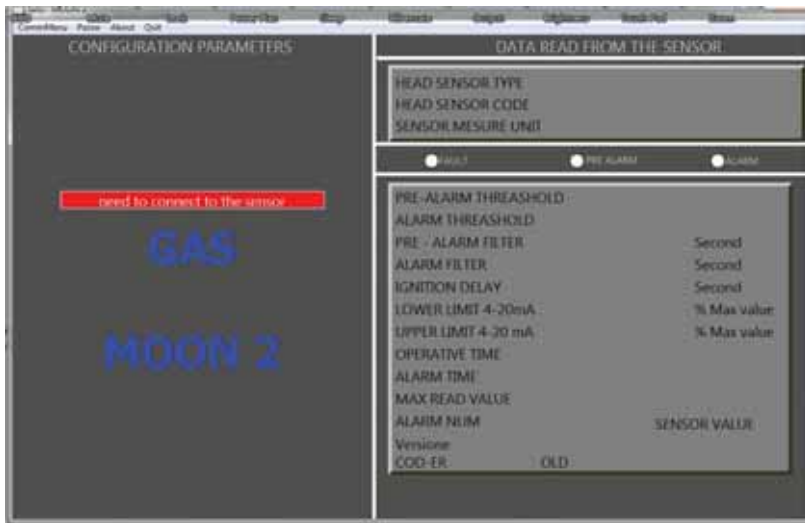 CommMenu Parse About Quit
CONFIGURATION PARAMETERS
need to connect to the sensor
GAS
MOON 2
DATA READ FROM THE SENSOR
HEAD SENSOR TYPE
HEAD SENSOR CODE
SENSOR MESURE UNIT
FAULT PRE ALARM ALARM
PRE-ALARM THREASHOLD
ALARM THREASHOLD
PRE - ALARM FILTER Second
ALARM FILTER Second
IGNITION DELAY Second
LOWER LIMIT 4-20mA % Max value
UPPER LIMIT 4-20 mA % Max value
OPERATIVE TIME
ALARM TIME
MAX READ VALUE
ALARM NUM SENSOR VALUE
Versione
COD-ER OLD